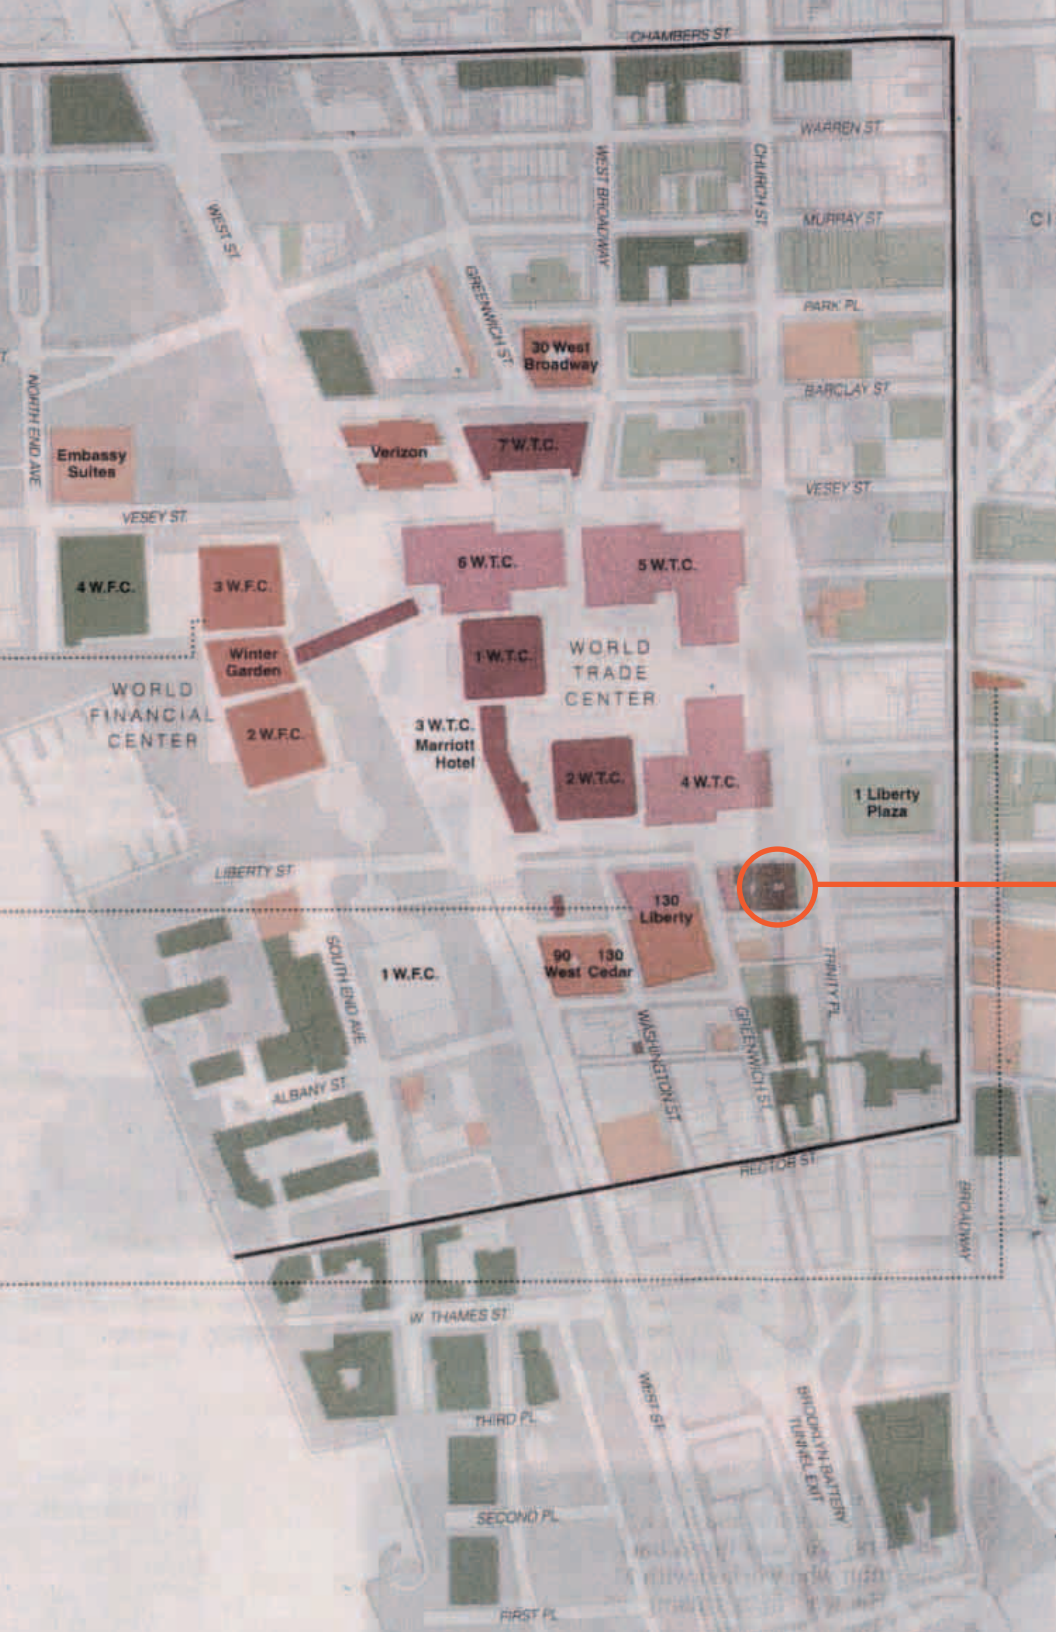 CHAMBERS ST.
WARREN ST.
WEST BROADWAY
CHURCH ST.
WEST ST.
MURRAY ST.
CI
GREENWICH ST.
PARK PL.
30 West
Broadway
T.
NORTH END AVE
BARCLAY ST.
Embassy
Suites
Verizon
7 W.T.C.
VESEY ST.
VESEY ST.
4 W.F.C.
3 W.F.C.
6 W.T.C.
5 W.T.C.
Winter
Garden
1 W.T.C.
WORLD
TRADE
CENTER
WORLD
FINANCIAL
CENTER
2 W.F.C.
3 W.T.C.
Marriott
Hotel
2 W.T.C.
4 W.T.C.
1 Liberty
Plaza
LIBERTY ST.
130
Liberty
SOUTH END AVE.
1 W.F.C.
90
West
130
Cedar
TRINITY PL.
WASHINGTON ST.
GREENWICH ST.
ALBANY ST.
RECTOR ST.
BROADWAY
W. THAMES ST.
WEST ST.
BROOKLYN-BATTERY
TUNNEL EXIT
THIRD PL.
SECOND PL.
FIRST PL.